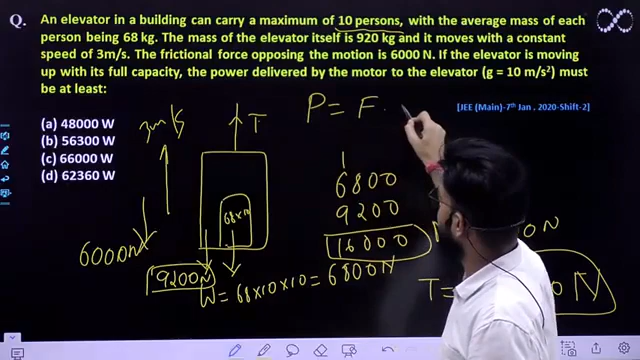 Q. An elevator in a building can carry a maximum of 10 persons, with the average mass of each
person being 68 kg. The mass of the elevator itself is 920 kg and it moves with a constant
speed of 3m/s. The frictional force opposing the motion is 6000 N. If the elevator is moving
up with its full capacity, the power delivered by the motor to the elevator (g = 10 m/s²) must
be at least:
[JEE (Main)-7th Jan , 2020-Shift-2]
(a) 48000 W
(b) 56300 W
(c) 66000 W
(d) 62360 W
3m/s
T
P = F .
6800
9200
16000
68×10
6000N
9200N
W = 68×10×10 = 6800N
T =
N